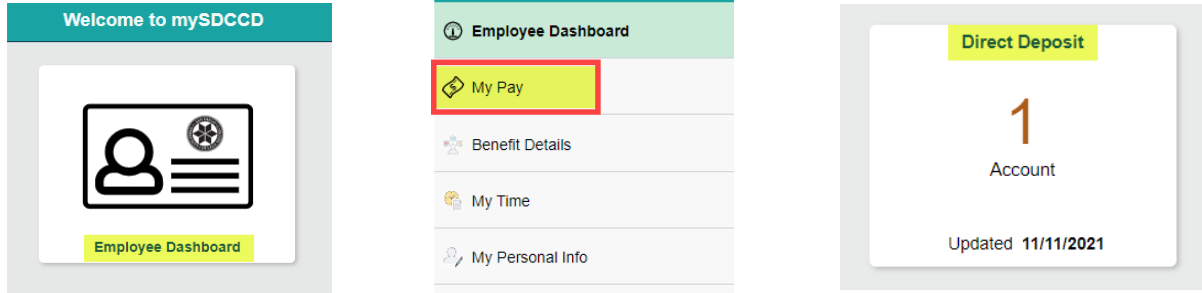 Welcome to mySDCCD
Employee Dashboard
Employee Dashboard
My Pay
Benefit Details
My Time
My Personal Info
Direct Deposit
1
Account
Updated 11/11/2021